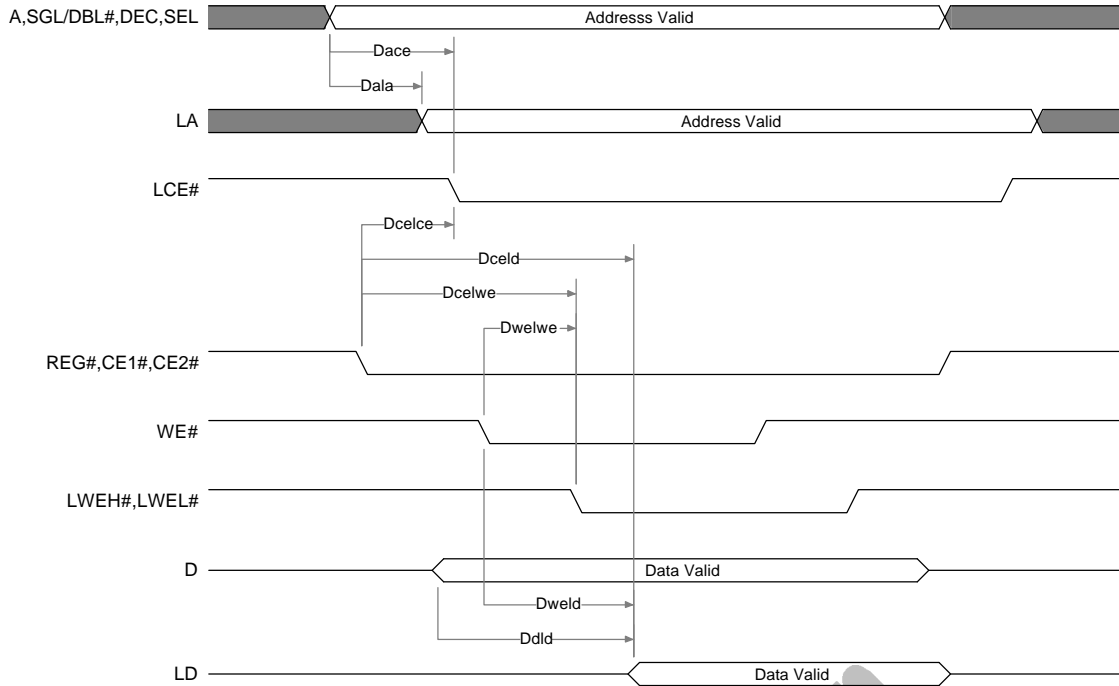 A,SGL/DBL#,DEC,SEL Addresss Valid
Dace
Dala
LA Address Valid
LCE#
Dcelce
Dceld
Dcelwe
Dwelwe
REG#,CE1#,CE2#
WE#
LWEH#,LWEL#
D Data Valid
Dweld
Ddld
LD Data Valid